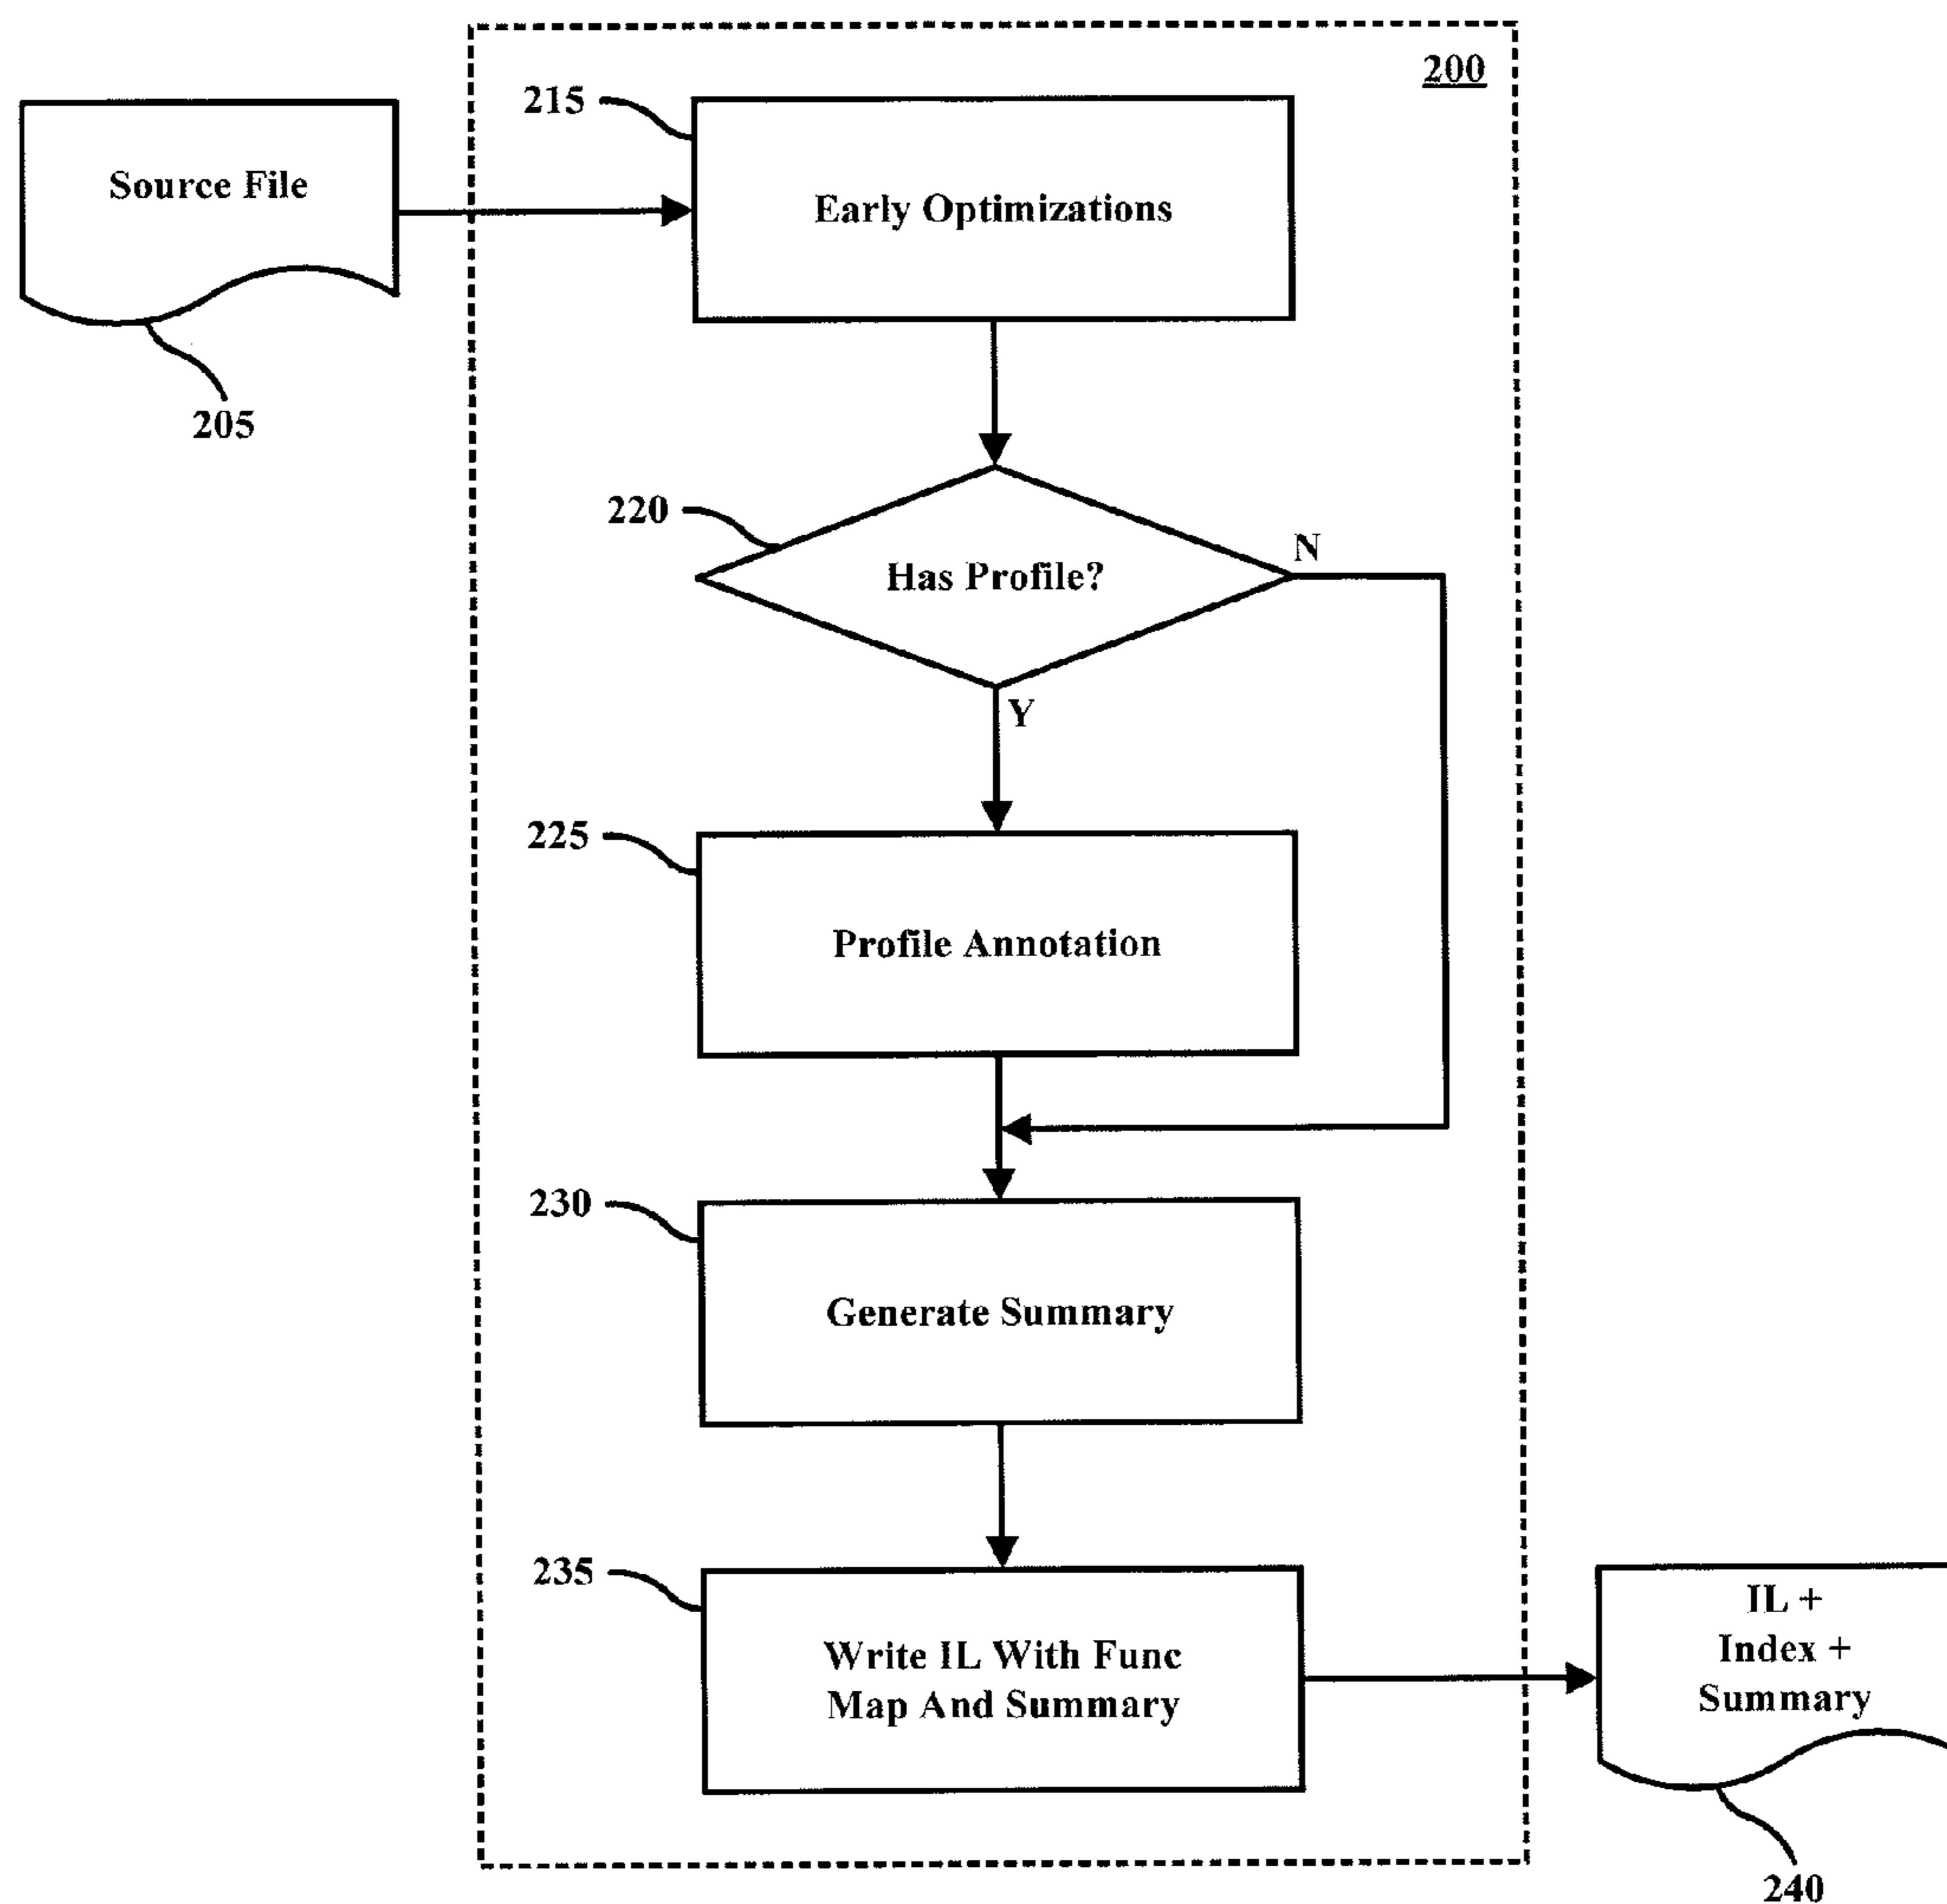 200
215
Source File
Early Optimizations
205
220
Has Profile?
N
Y
225
Profile Annotation
230
Generate Summary
235
Write IL With Func
Map And Summary
IL +
Index +
Summary
240